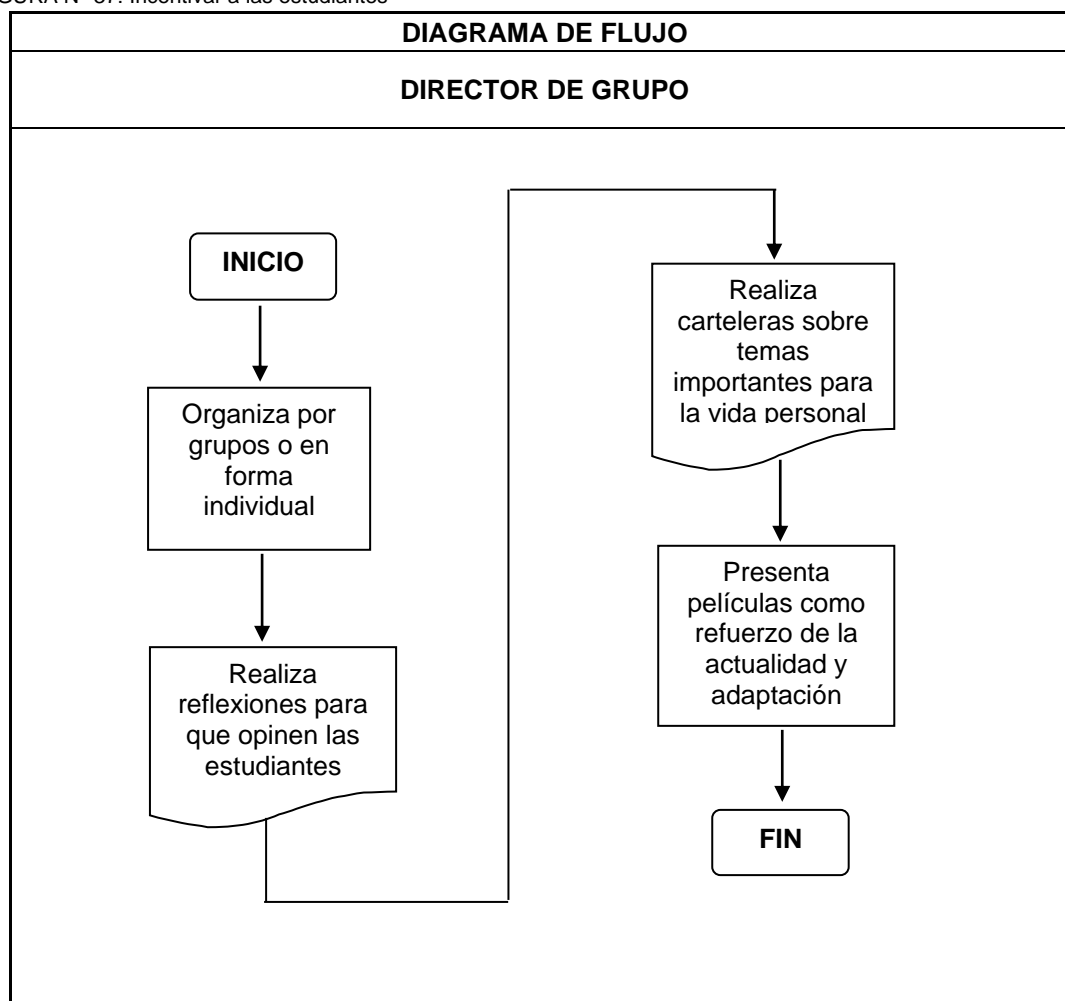 DIAGRAMA DE FLUJO
DIRECTOR DE GRUPO
INICIO
Organiza por
grupos o en
forma
individual
Realiza
reflexiones para
que opinen las
estudiantes
Realiza
carteleras sobre
temas
importantes para
la vida personal
Presenta
películas como
refuerzo de la
actualidad y
adaptación
FIN